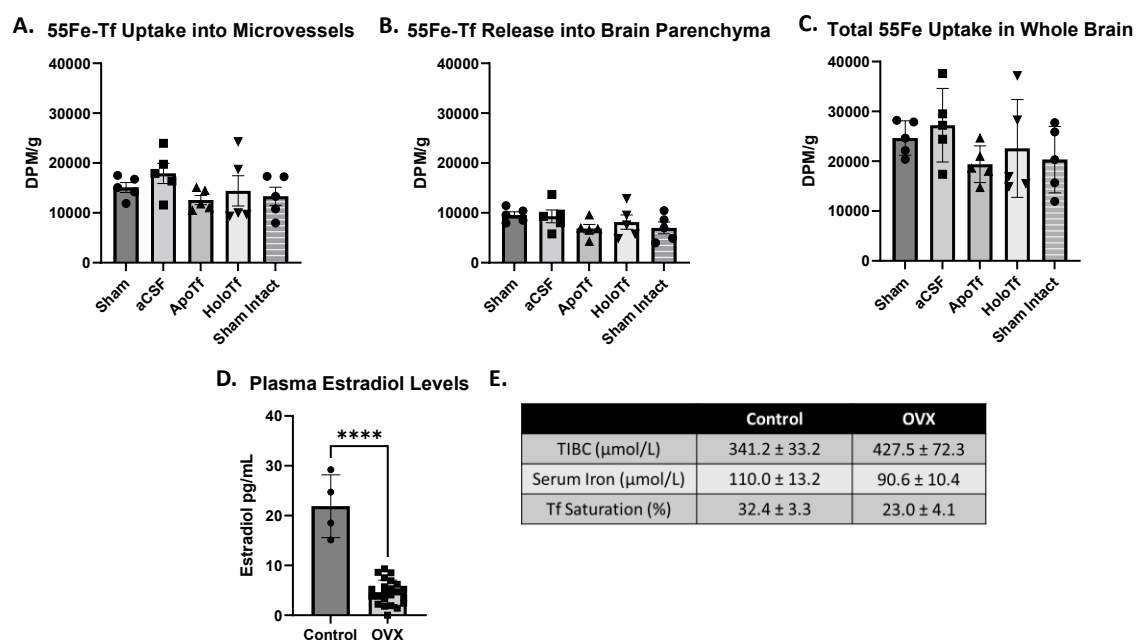 A. 55Fe-Tf Uptake into Microvessels
40000
30000
20000
10000
0
DPM/g
Sham
aCSF
ApoTf
HoloTf
Sham Intact
B. 55Fe-Tf Release into Brain Parenchyma
40000
30000
20000
10000
0
DPM/g
Sham
aCSF
ApoTf
HoloTf
Sham Intact
C. Total 55Fe Uptake in Whole Brain
40000
30000
20000
10000
0
DPM/g
Sham
aCSF
ApoTf
HoloTf
Sham Intact
D. Plasma Estradiol Levels
40
30
20
10
0
Estradiol pg/mL
****
Control OVX
E.
Control OVX
TIBC (µmol/L) 341.2 ± 33.2 427.5 ± 72.3
Serum Iron (µmol/L) 110.0 ± 13.2 90.6 ± 10.4
Tf Saturation (%) 32.4 ± 3.3 23.0 ± 4.1